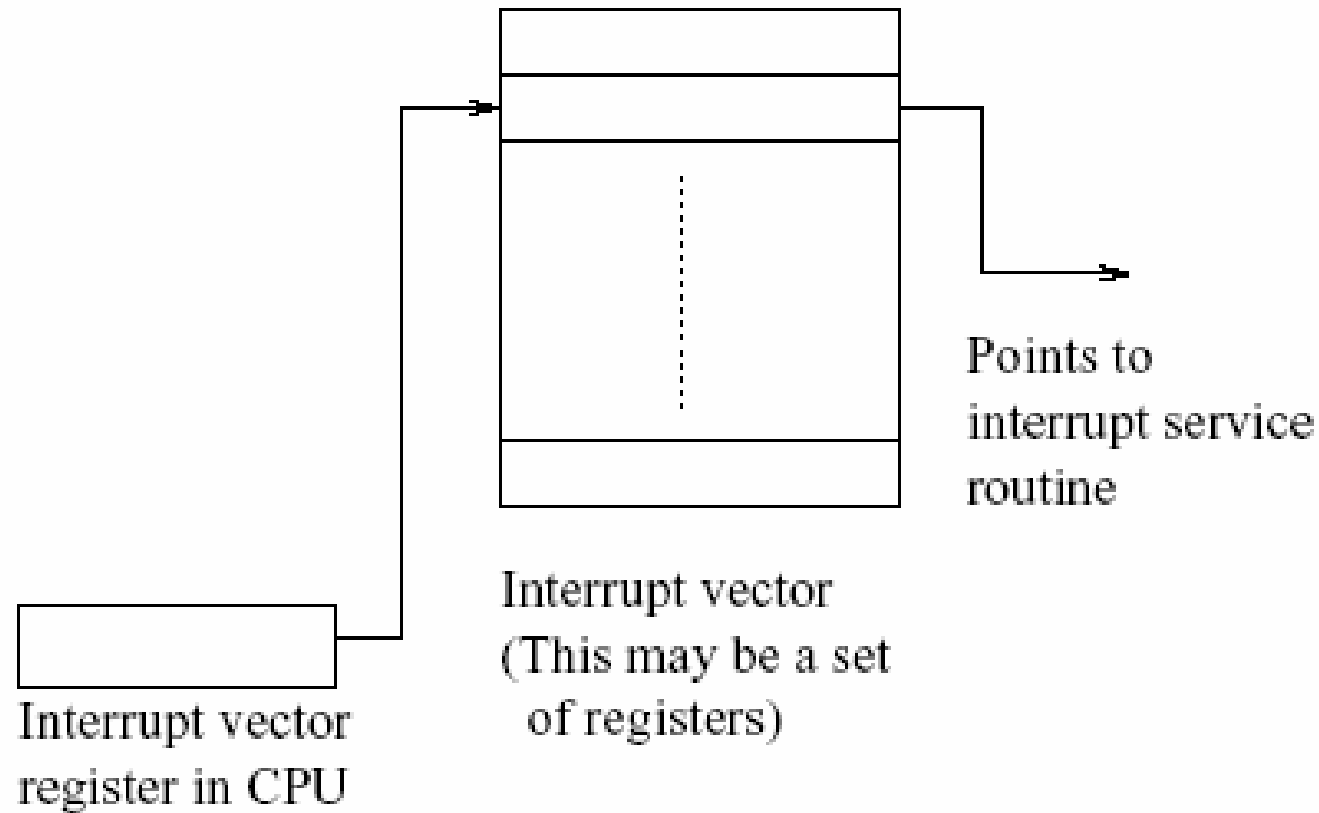 Points to
interrupt service
routine
Interrupt vector
(This may be a set
of registers)
Interrupt vector
register in CPU